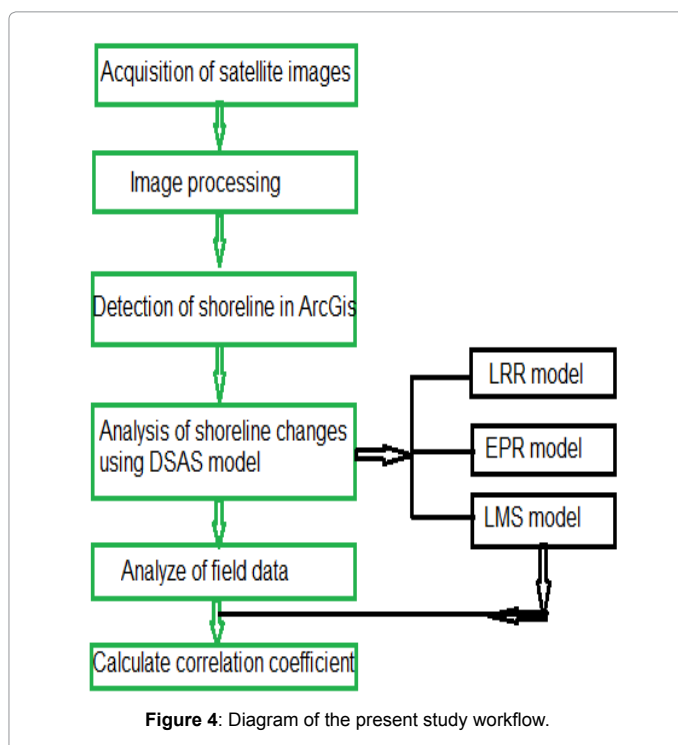 Acquisition of satellite images
Image processing
Detection of shoreline in ArcGis
Analysis of shoreline changes
using DSAS model
LRR model
EPR model
LMS model
Analyze of field data
Calculate correlation coefficient
Figure 4: Diagram of the present study workflow.